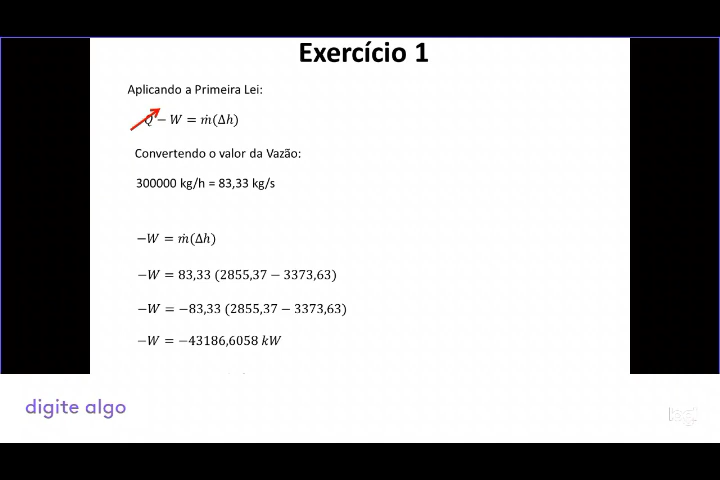 Exercício 1
Aplicando a Primeira Lei:
Q − W = ṁ(Δh)
Convertendo o valor da Vazão:
300000 kg/h = 83,33 kg/s
−W = ṁ(Δh)
−W = 83,33 (2855,37 − 3373,63)
−W = −83,33 (2855,37 − 3373,63)
−W = −43186,6058 kW
digite algo